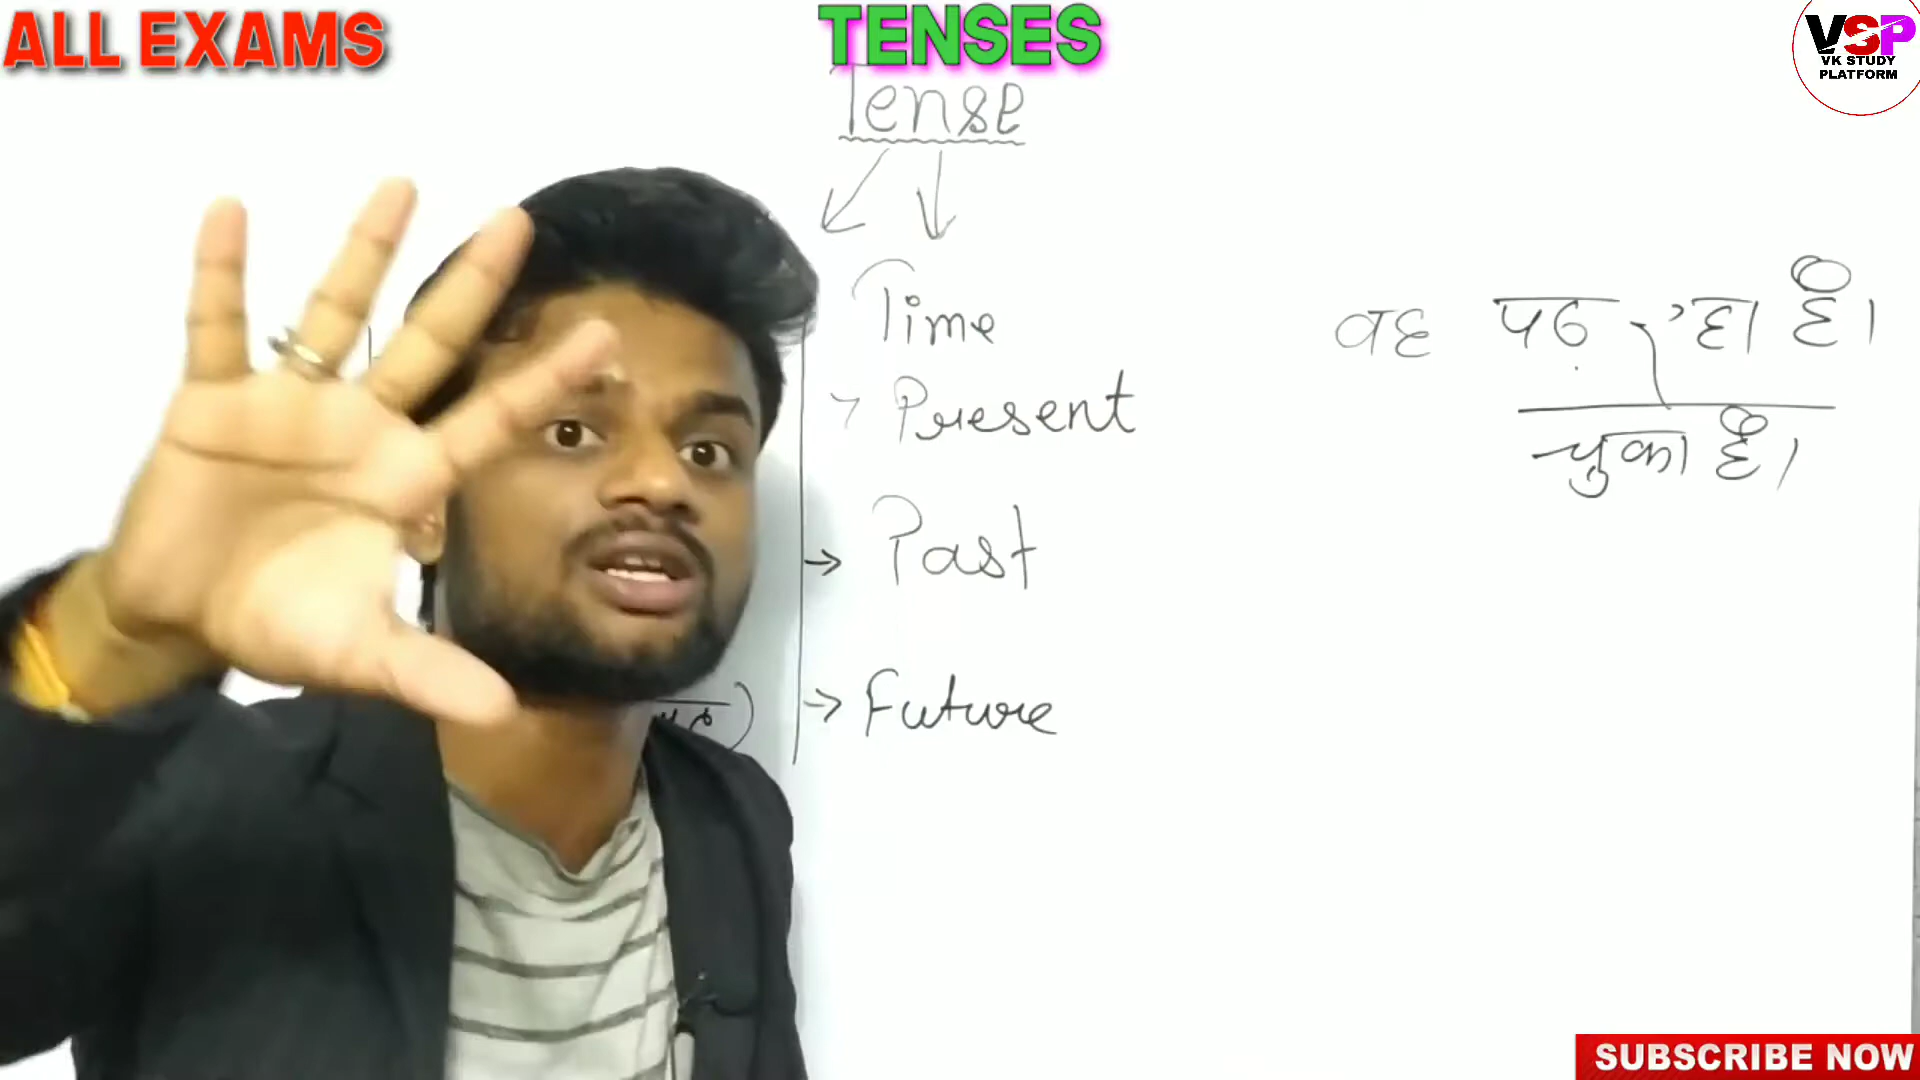 ALL EXAMS
TENSES
VSP
VK STUDY
PLATFORM
Tense
Time
Present
Past
Future
वह पढ़ रहा है।
चुका है।
SUBSCRIBE NOW